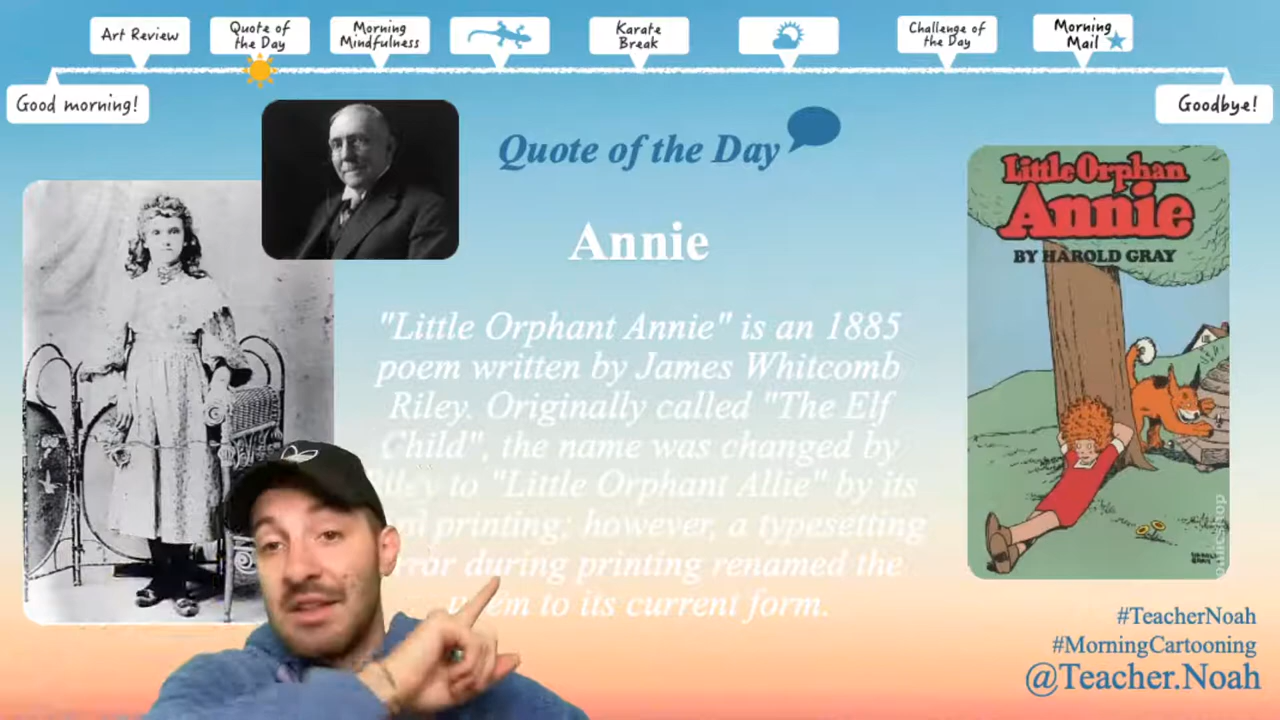 Art Review
Quote of
the Day
Morning
Mindfulness
Karate
Break
Challenge of
the Day
Morning
Mail
Good morning!
Goodbye!
Quote of the Day
Annie
"Little Orphant Annie" is an 1885
poem written by James Whitcomb
Riley. Originally called "The Elf
Child", the name was changed by
to "Little Orphant Allie" by its
printing; however, a typesetting
during printing renamed the
to its current form.
Little Orphan
Annie
BY HAROLD GRAY
#TeacherNoah
#MorningCartooning
@Teacher.Noah